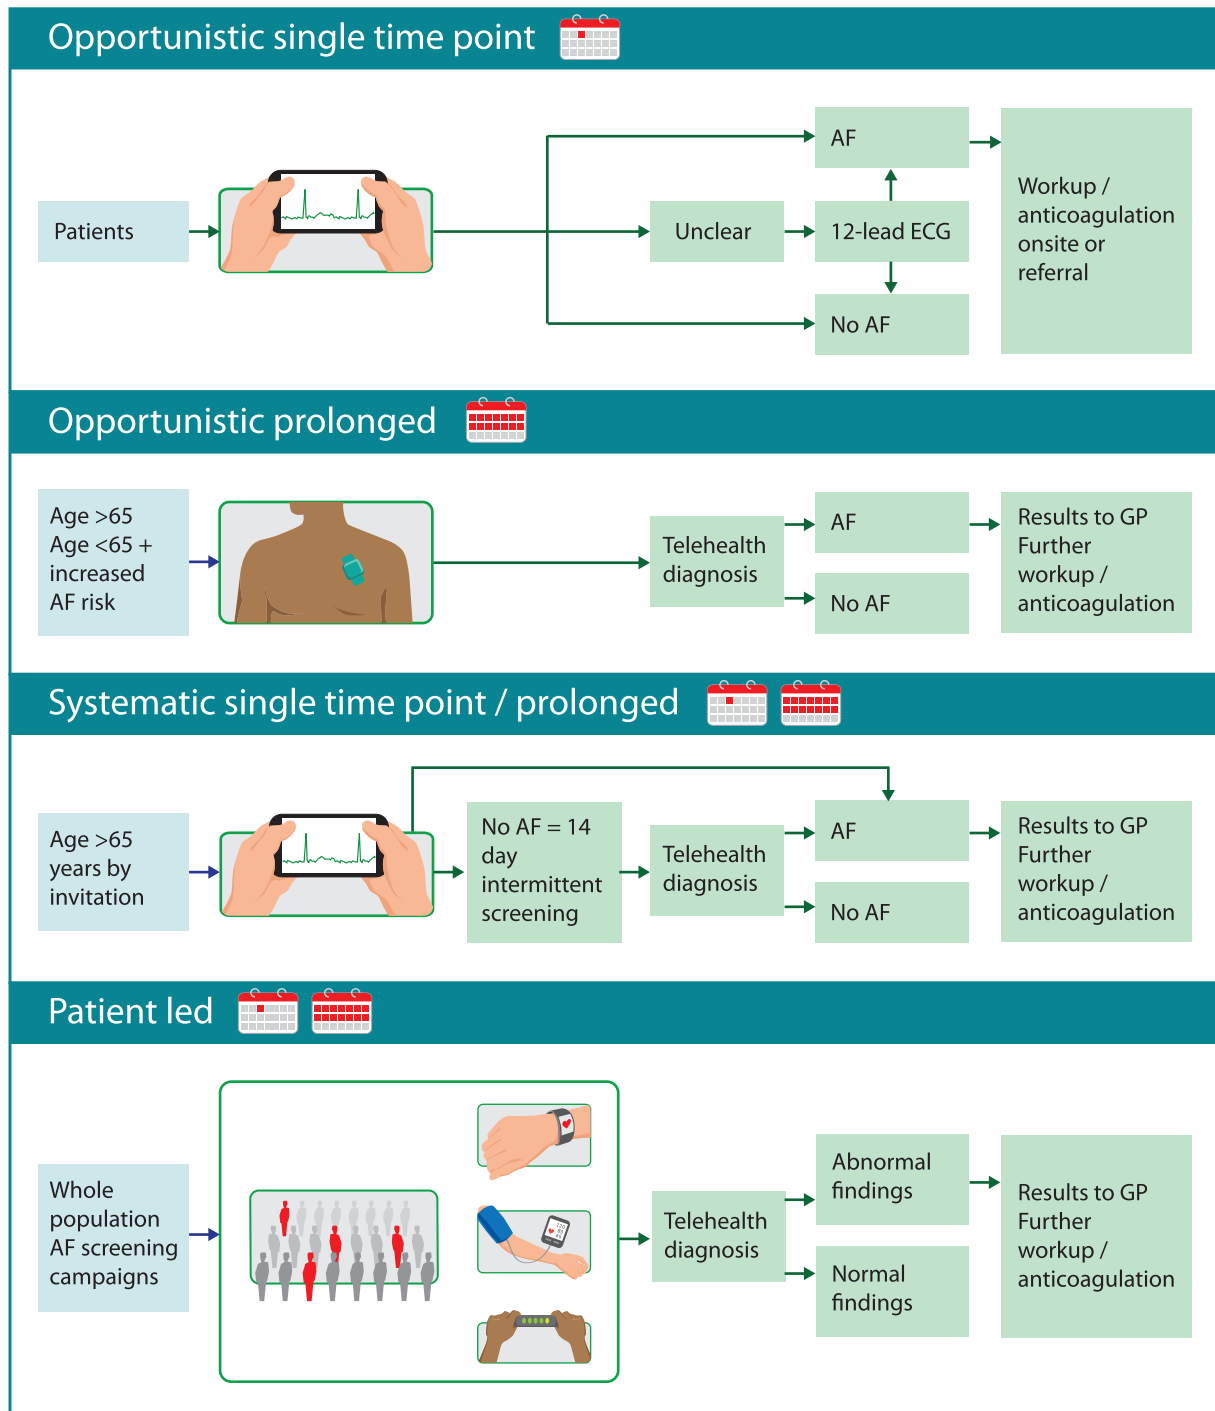 Opportunistic single time point
Patients
Unclear
AF
12-lead ECG
No AF
Workup /
anticoagulation
onsite or
referral
Opportunistic prolonged
Age >65
Age <65 +
increased
AF risk
Telehealth
diagnosis
AF
No AF
Results to GP
Further
workup /
anticoagulation
Systematic single time point / prolonged
Age >65
years by
invitation
No AF = 14
day
intermittent
screening
Telehealth
diagnosis
AF
No AF
Results to GP
Further
workup /
anticoagulation
Patient led
Whole
population
AF screening
campaigns
Telehealth
diagnosis
Abnormal
findings
Normal
findings
Results to GP
Further
workup /
anticoagulation